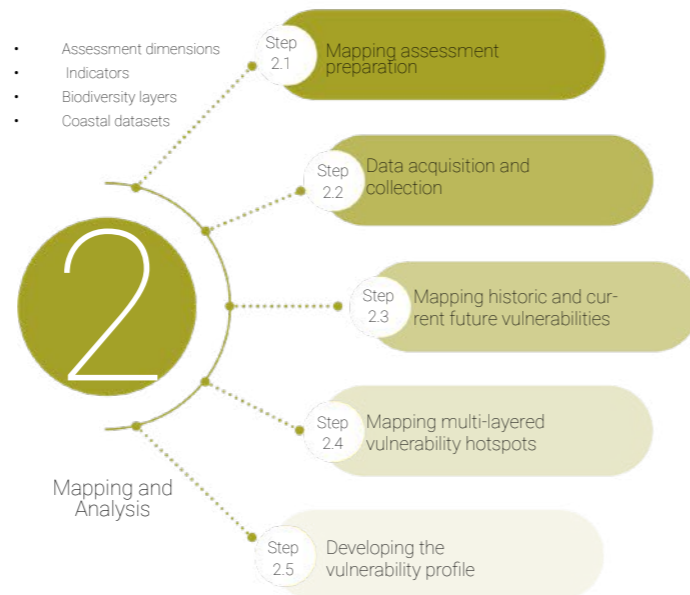 • Assessment dimensions
• Indicators
• Biodiversity layers
• Coastal datasets
Step
2.1
Mapping assessment
preparation
Step
2.2
Data acquisition and
collection
2
Step
2.3
Mapping historic and cur-
rent future vulnerabilities
Step
2.4
Mapping multi-layered
vulnerability hotspots
Mapping and
Analysis
Step
2.5
Developing the
vulnerability profile